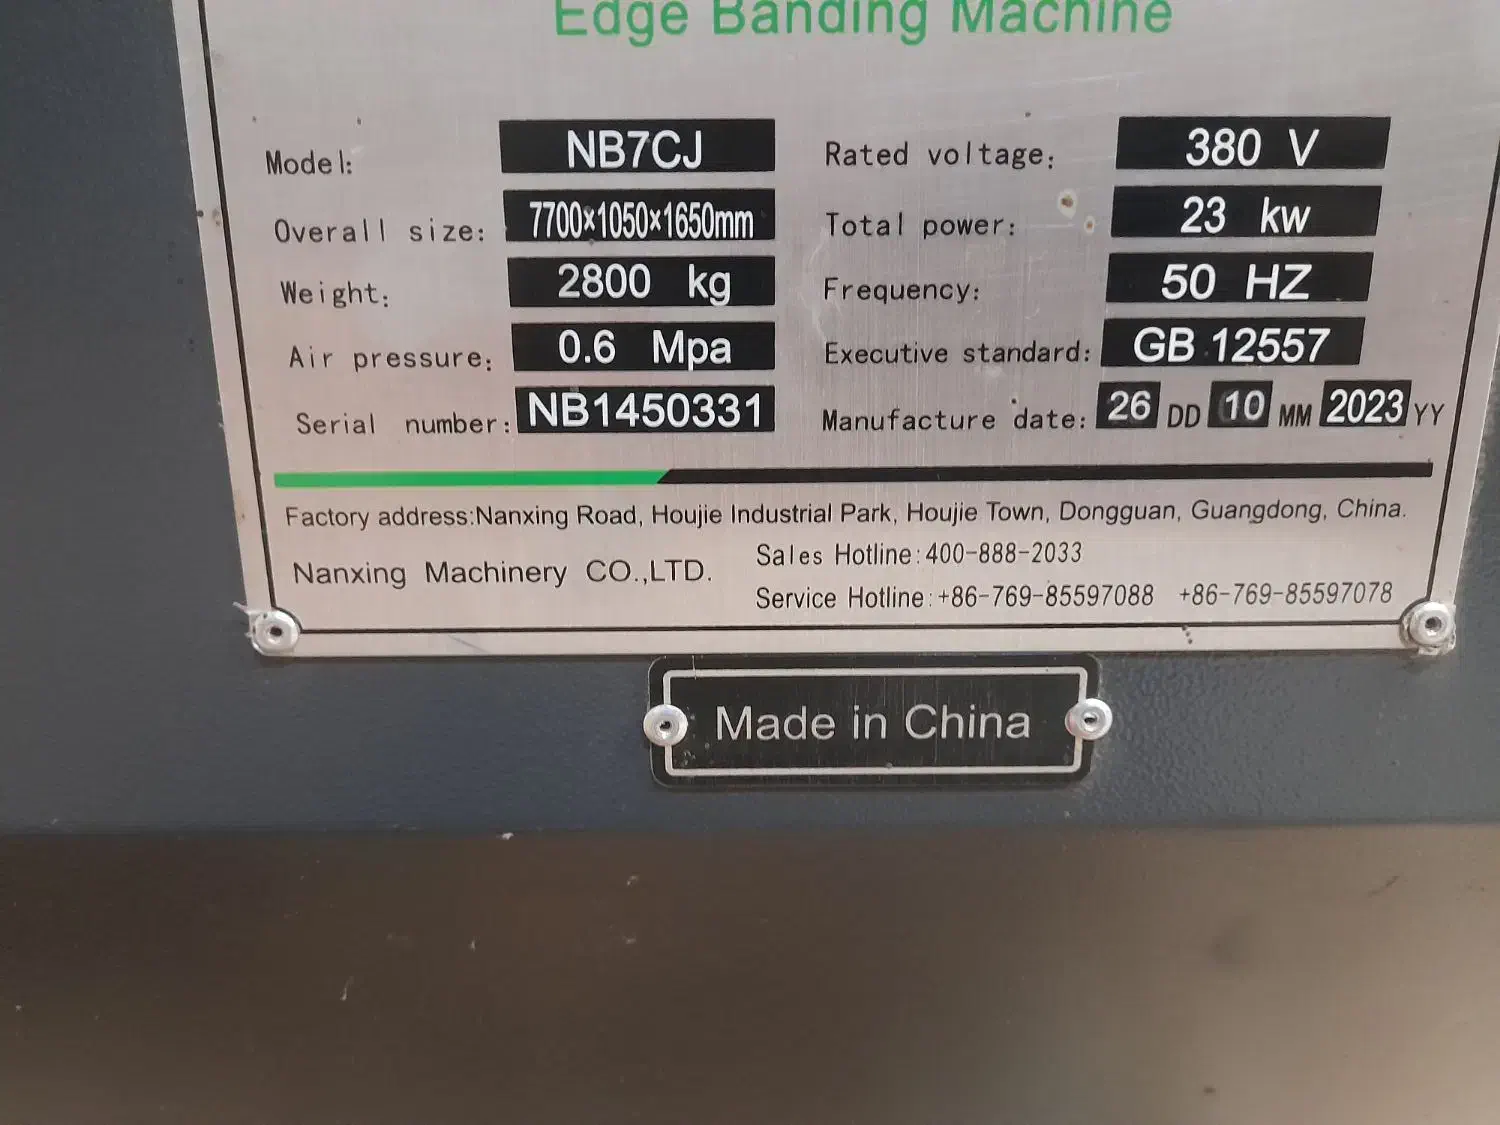 Edge Banding Machine
Model: NB7CJ Rated voltage: 380 V
Overall size: 7700×1050×1650mm Total power: 23 kw
Weight: 2800 kg Frequency: 50 HZ
Air pressure: 0.6 Mpa Executive standard: GB 12557
Serial number: NB1450331 Manufacture date: 26 DD 10 MM 2023 YY
Factory address:Nanxing Road, Houjie Industrial Park, Houjie Town, Dongguan, Guangdong, China.
Nanxing Machinery CO.,LTD. Sales Hotline:400-888-2033
Service Hotline:+86-769-85597088 +86-769-85597078
Made in China